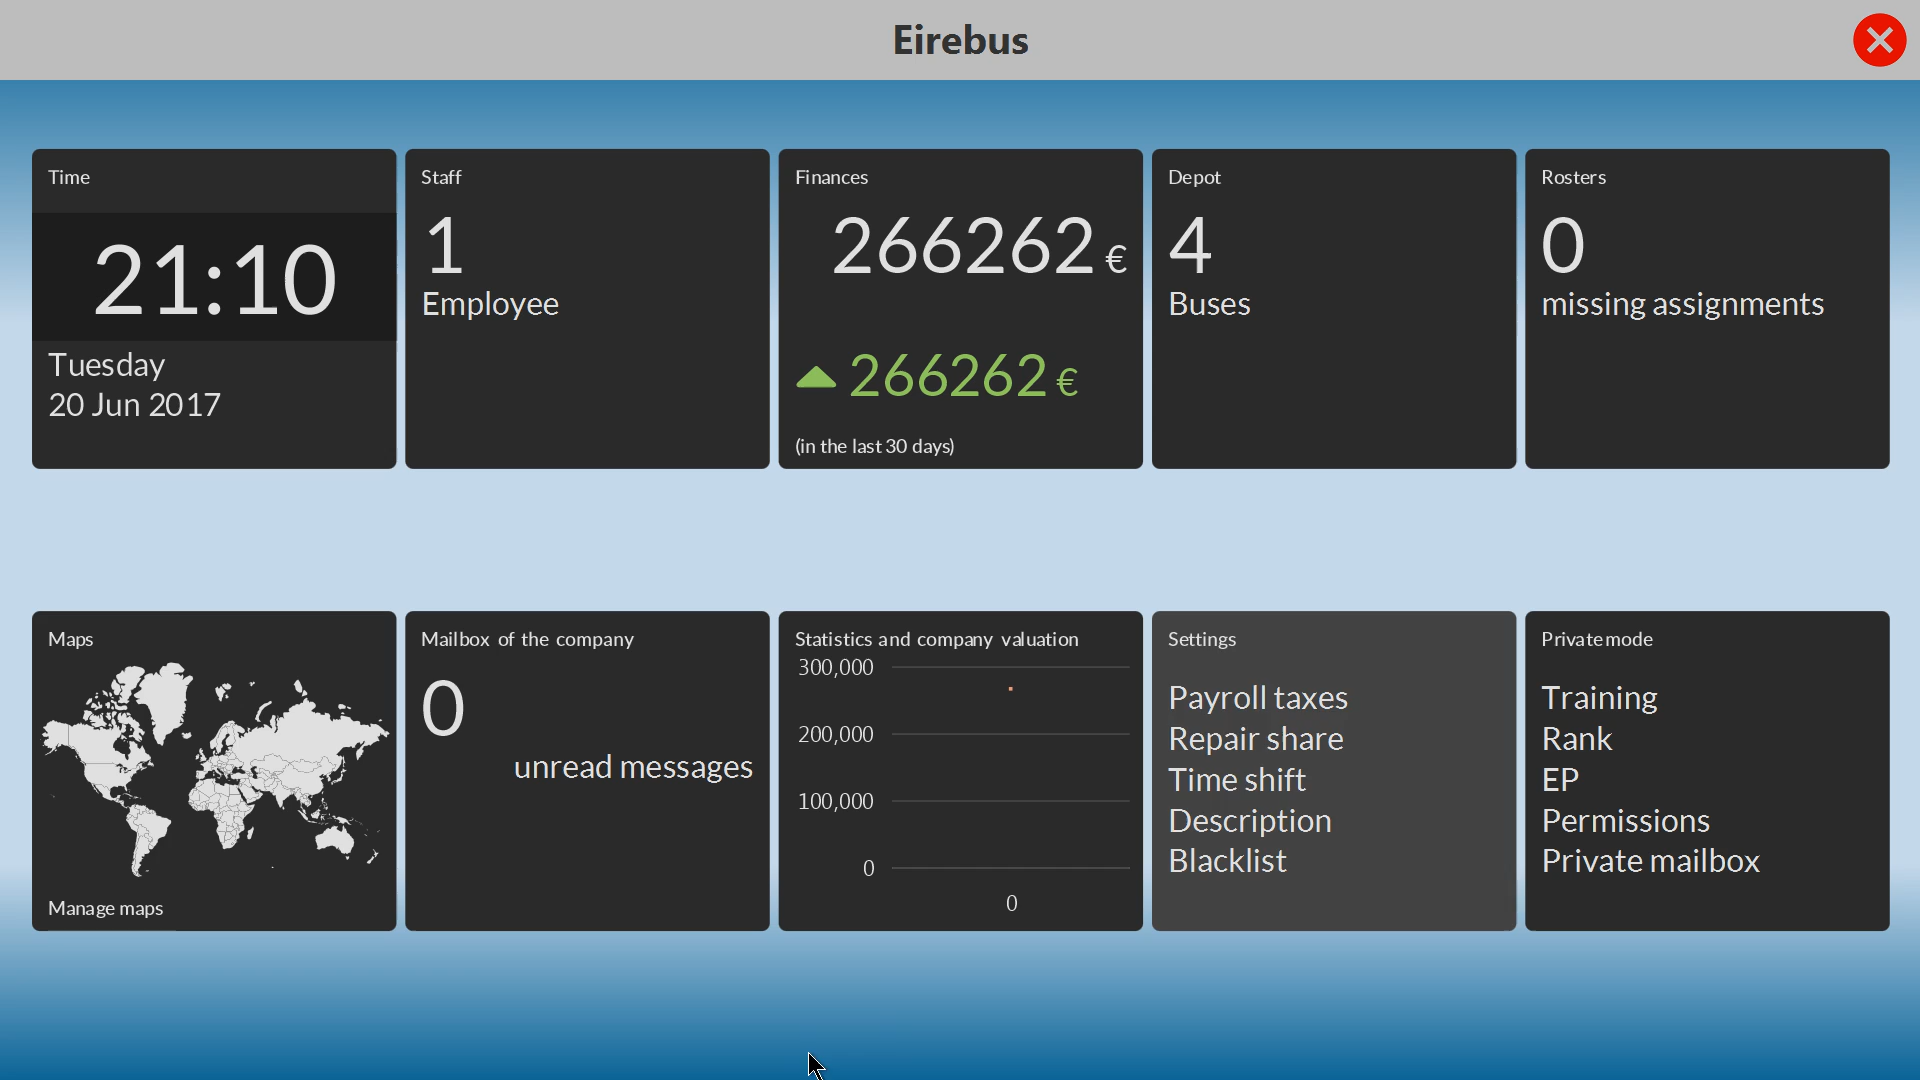 Eirebus
Time
21:10
Tuesday
20 Jun 2017
Staff
1
Employee
Finances
266262 €
266262 €
(in the last 30 days)
Depot
4
Buses
Rosters
0
missing assignments
Maps
Manage maps
Mailbox of the company
0
unread messages
Statistics and company valuation
300,000
200,000
100,000
0
0
Settings
Payroll taxes
Repair share
Time shift
Description
Blacklist
Private mode
Training
Rank
EP
Permissions
Private mailbox